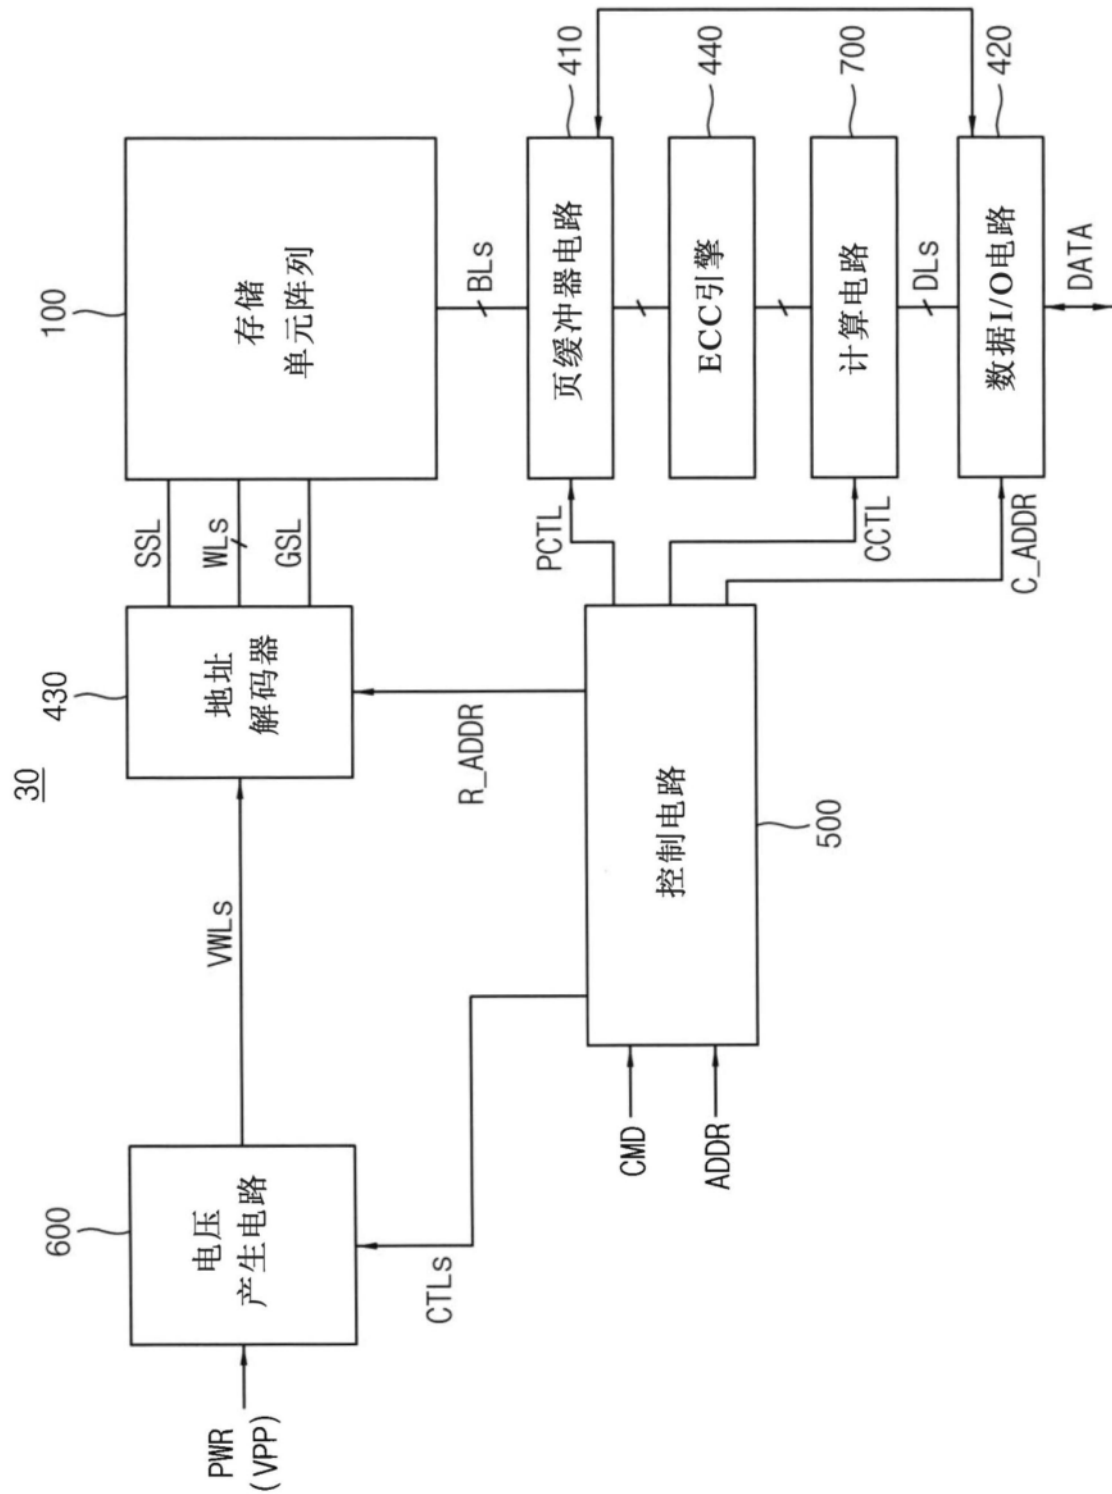 30
600
430
100
电压
产生电路
地址
解码器
存储
单元阵列
PWR
(VPP)
VWLs
SSL
WLs
GSL
BLs
CTLs
R_ADDR
PCTL
页缓冲器电路
410
CMD
ADDR
控制电路
500
ECC引擎
440
CCTL
计算电路
700
DLs
C_ADDR
数据I/O电路
420
DATA